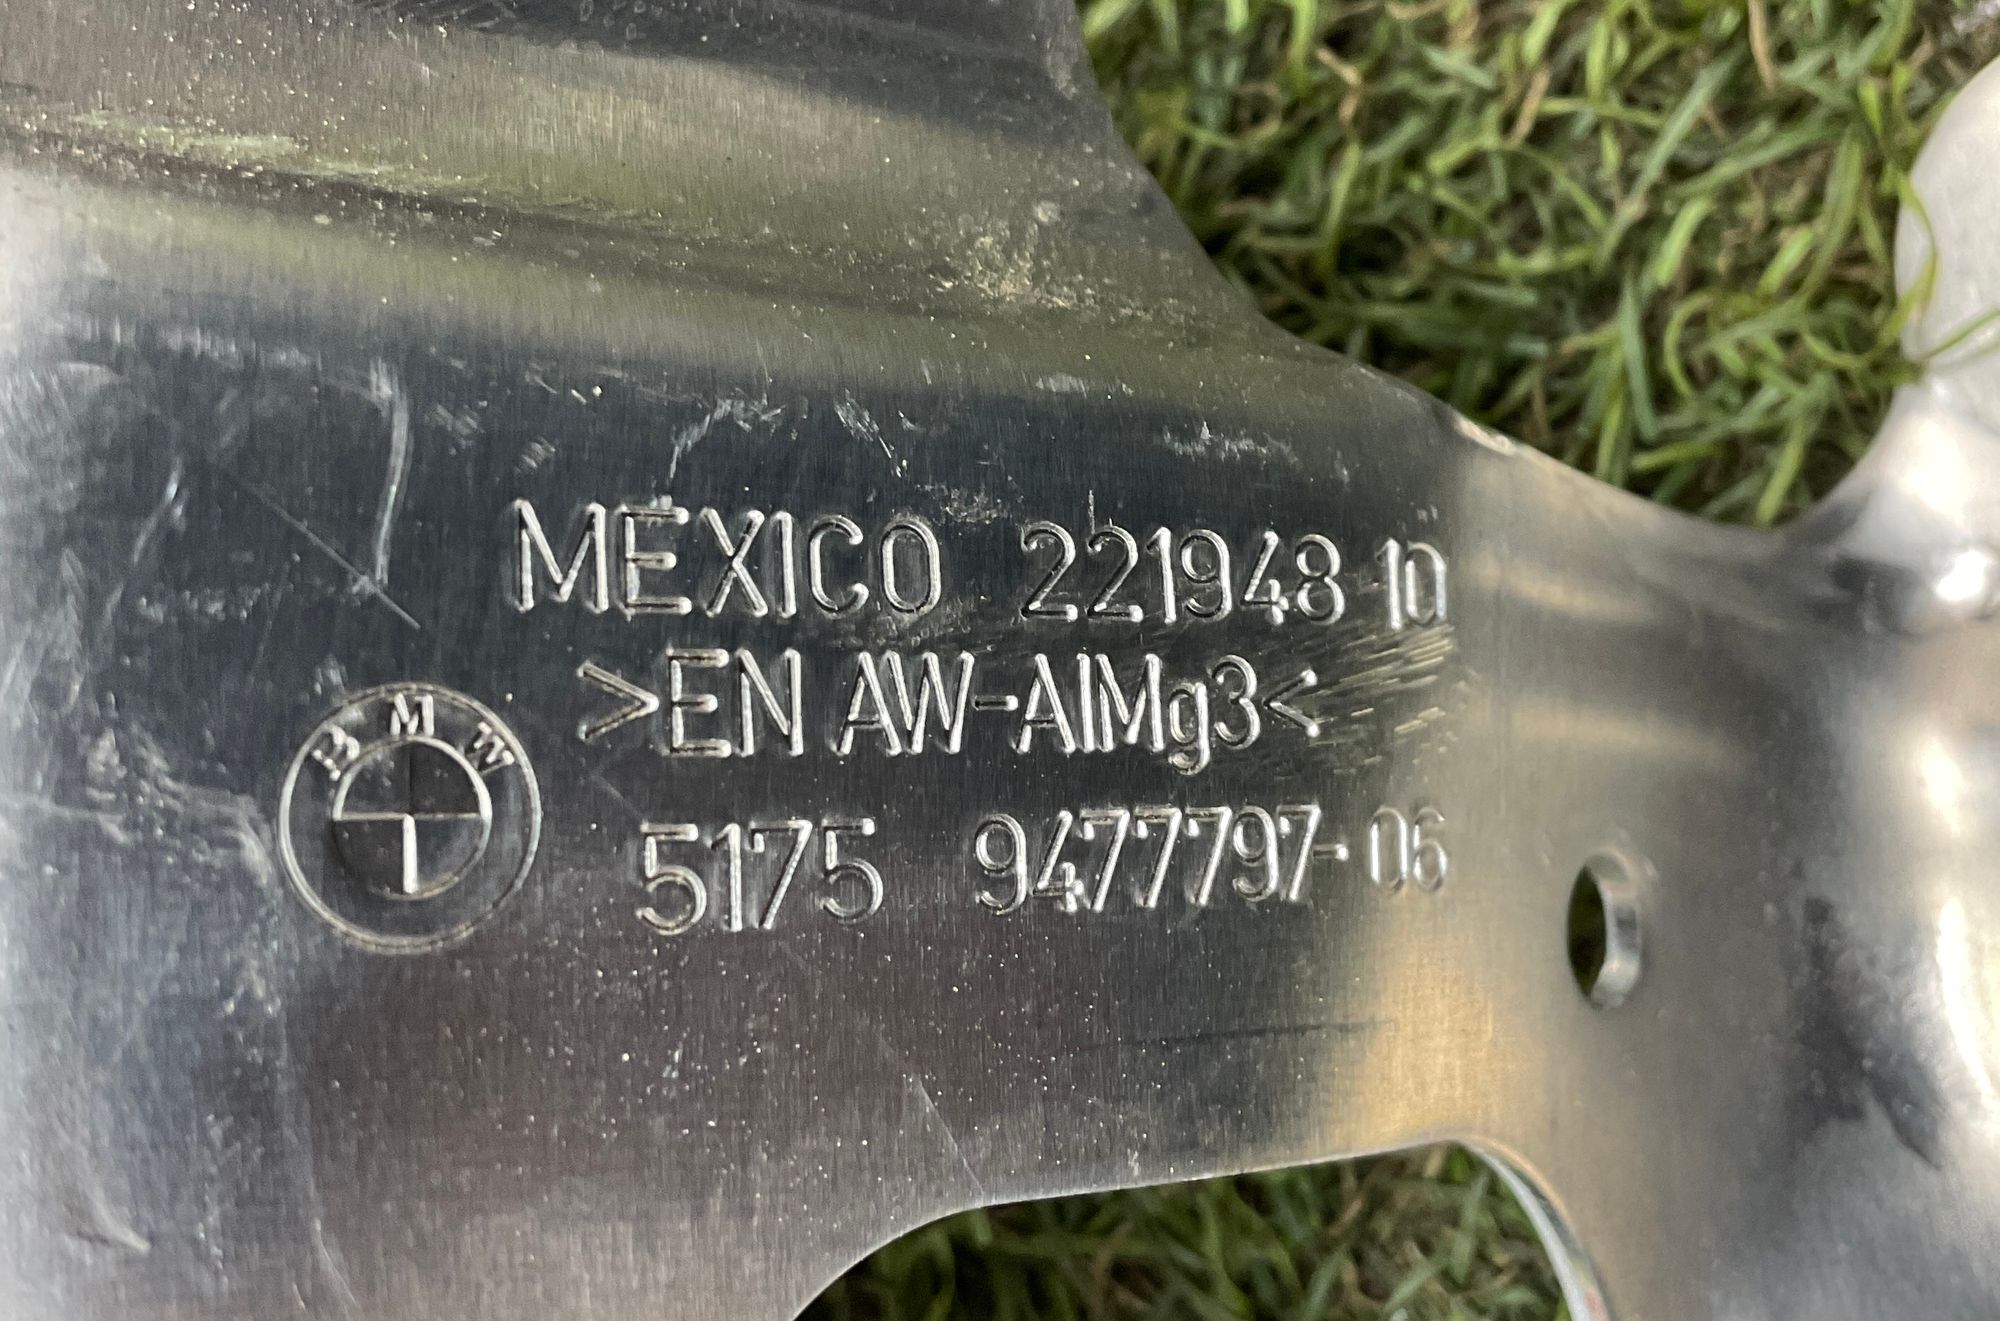 MEXICO 221948 10
>EN AW-AlMg3<
BMW
5175 9477797-06